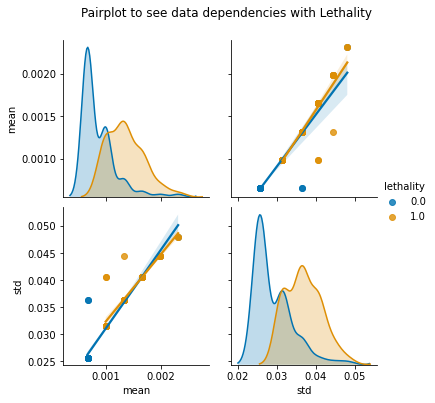 Pairplot to see data dependencies with Lethality
0.0020
0.0015
0.0010
mean
lethality
0.0
1.0
0.050
0.045
0.040
0.035
0.030
0.025
std
0.001 0.002
mean
0.02 0.03 0.04 0.05
std